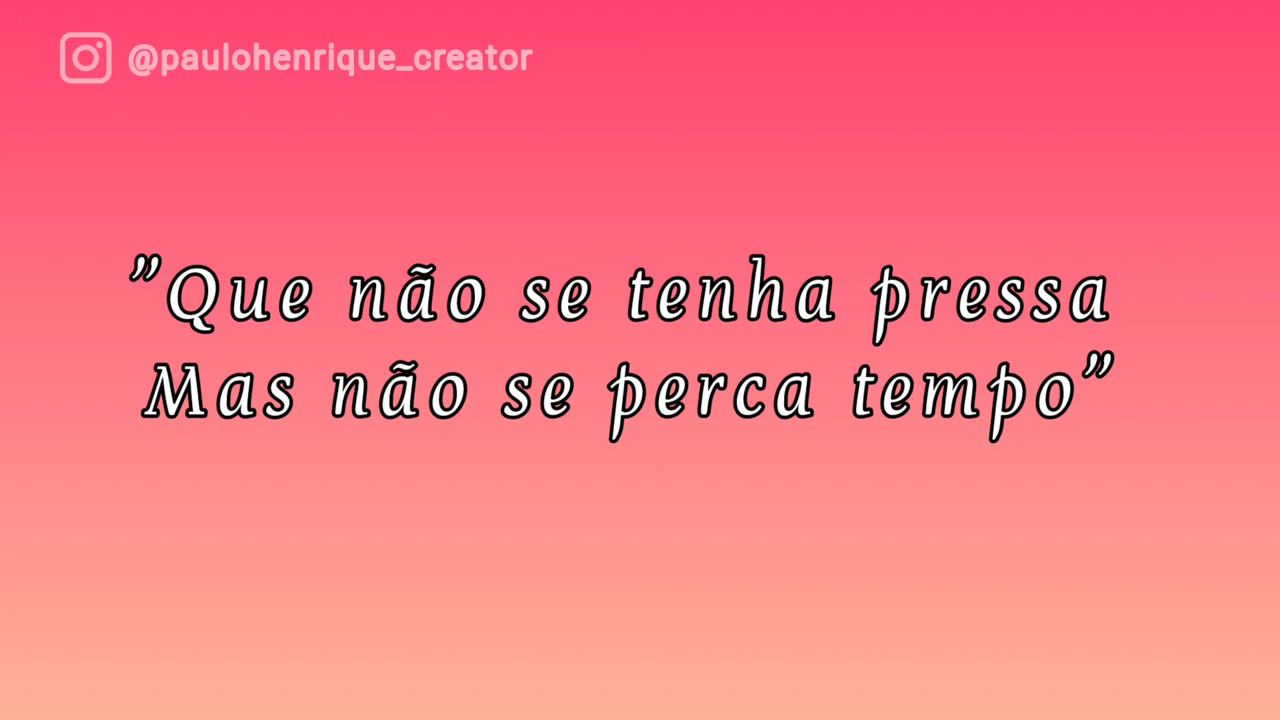 @paulohenrique_creator
”Que não se tenha pressa
Mas não se perca tempo”